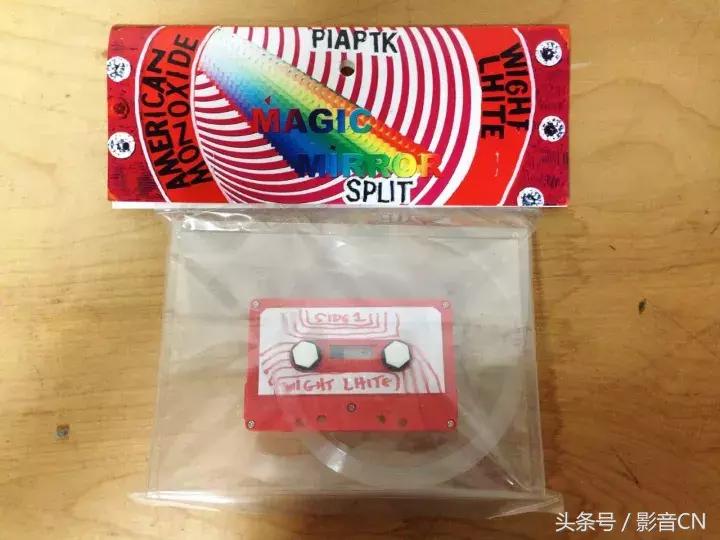 PIAPTK
AMERICAN
MONOXIDE
WIGHT
LHITE
MAGIC
MIRROR
SPLIT
SIDE 1
WIGHT LHITE
头条号 / 影音CN